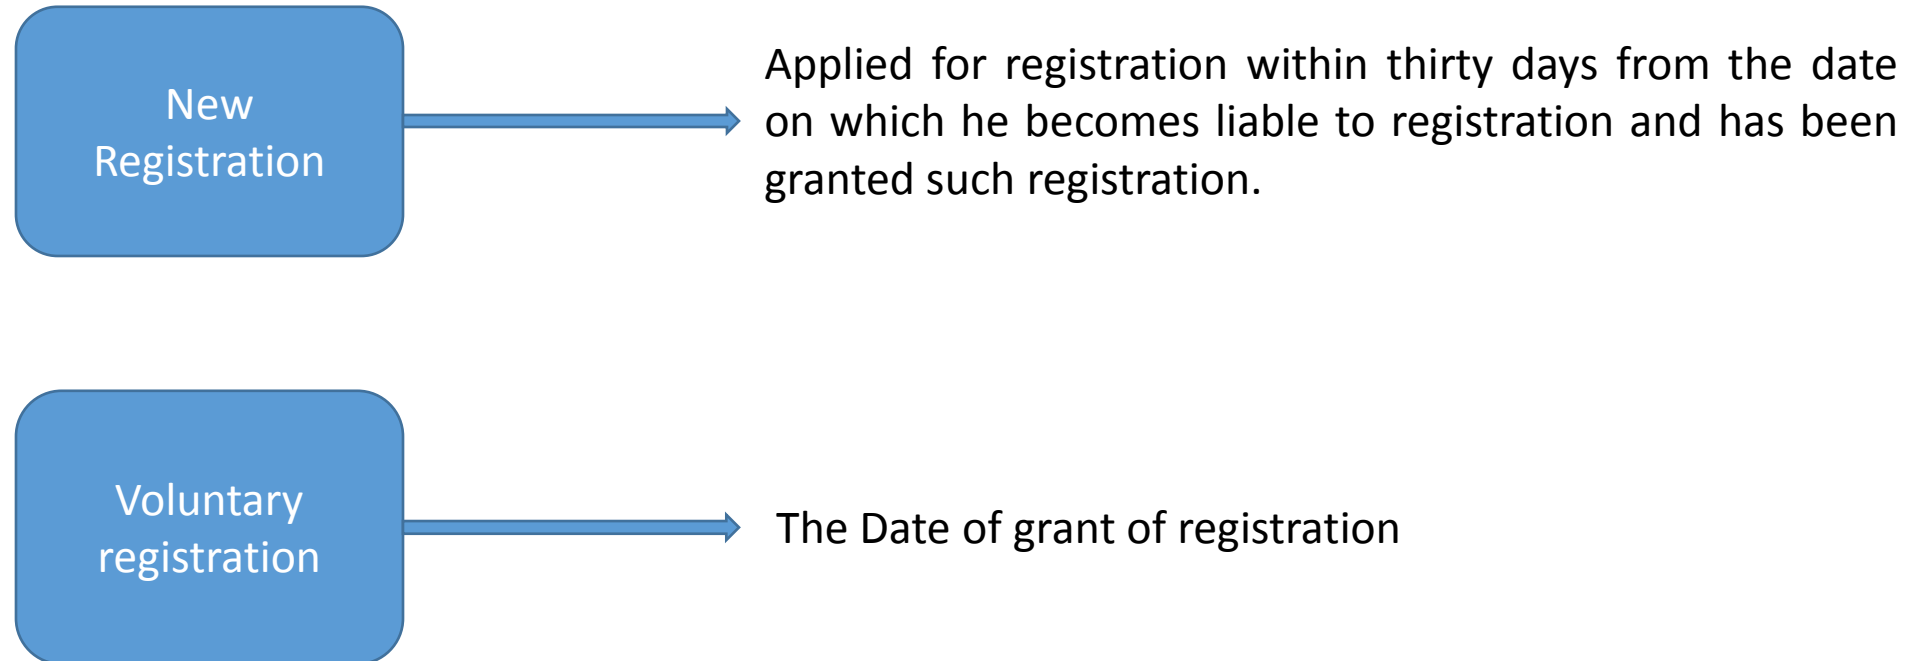 New
Registration
Applied for registration within thirty days from the date
on which he becomes liable to registration and has been
granted such registration.
Voluntary
registration
The Date of grant of registration